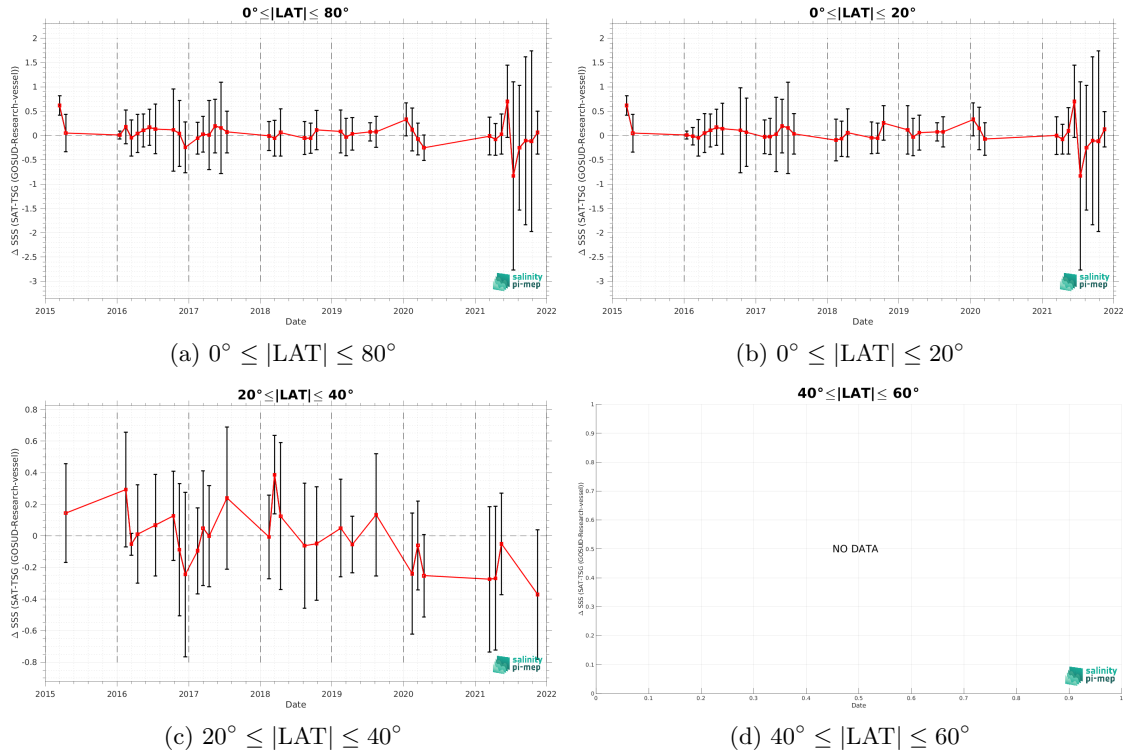 0°≤|LAT|≤ 80°
Δ SSS (SAT-TSG (GOSUD-Research-vessel))
2
1.5
1
0.5
0
-0.5
-1
-1.5
-2
-2.5
-3
2015 2016 2017 2018 2019 2020 2021 2022
Date
salinity
pi-mep
(a) 0° ≤ |LAT| ≤ 80°
0°≤|LAT|≤ 20°
Δ SSS (SAT-TSG (GOSUD-Research-vessel))
2
1.5
1
0.5
0
-0.5
-1
-1.5
-2
-2.5
-3
2015 2016 2017 2018 2019 2020 2021 2022
Date
salinity
pi-mep
(b) 0° ≤ |LAT| ≤ 20°
20°≤|LAT|≤ 40°
Δ SSS (SAT-TSG (GOSUD-Research-vessel))
0.8
0.6
0.4
0.2
0
-0.2
-0.4
-0.6
-0.8
2015 2016 2017 2018 2019 2020 2021 2022
Date
salinity
pi-mep
(c) 20° ≤ |LAT| ≤ 40°
40°≤|LAT|≤ 60°
Δ SSS (SAT-TSG (GOSUD-Research-vessel))
1
0.9
0.8
0.7
0.6
0.5
0.4
0.3
0.2
0.1
0
NO DATA
0 0.1 0.2 0.3 0.4 0.5 0.6 0.7 0.8 0.9 1
Date
salinity
pi-mep
(d) 40° ≤ |LAT| ≤ 60°